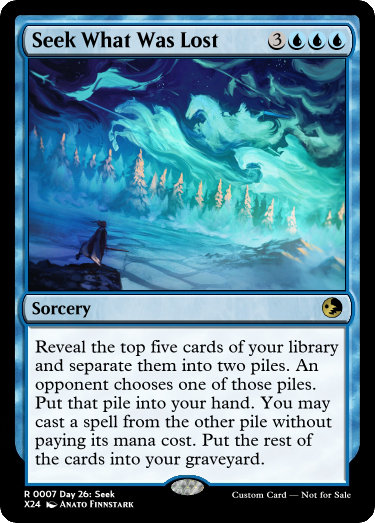 Seek What Was Lost 3
Sorcery
Reveal the top five cards of your library
and separate them into two piles. An
opponent chooses one of those piles.
Put that pile into your hand. You may
cast a spell from the other pile without
paying its mana cost. Put the rest of
the cards into your graveyard.
R 0007 Day 26: Seek Custom Card — Not for Sale
X24 Anato Finnstark